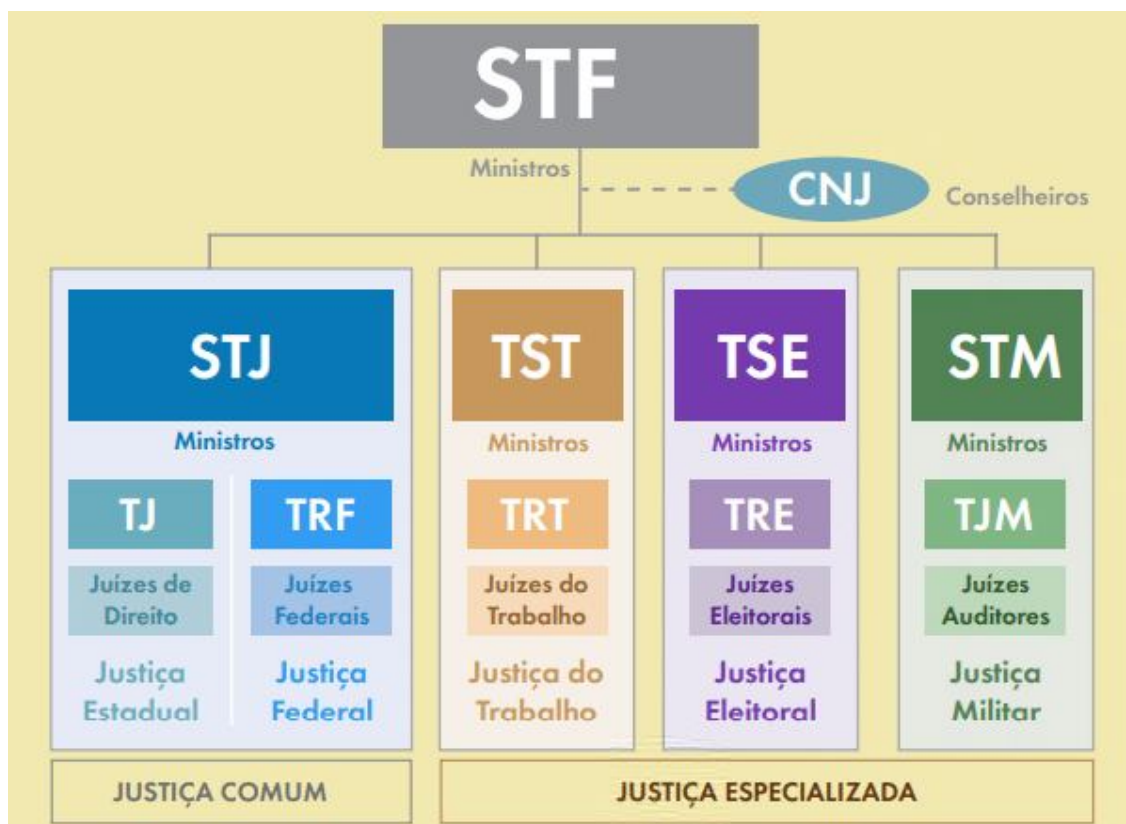 STF
Ministros
CNJ
Conselheiros
STJ
Ministros
TJ
Juízes de
Direito
Justiça
Estadual
TRF
Juízes
Federais
Justiça
Federal
TST
Ministros
TRT
Juízes do
Trabalho
Justiça do
Trabalho
TSE
Ministros
TRE
Juízes
Eleitorais
Justiça
Eleitoral
STM
Ministros
TJM
Juízes
Auditores
Justiça
Militar
JUSTIÇA COMUM
JUSTIÇA ESPECIALIZADA